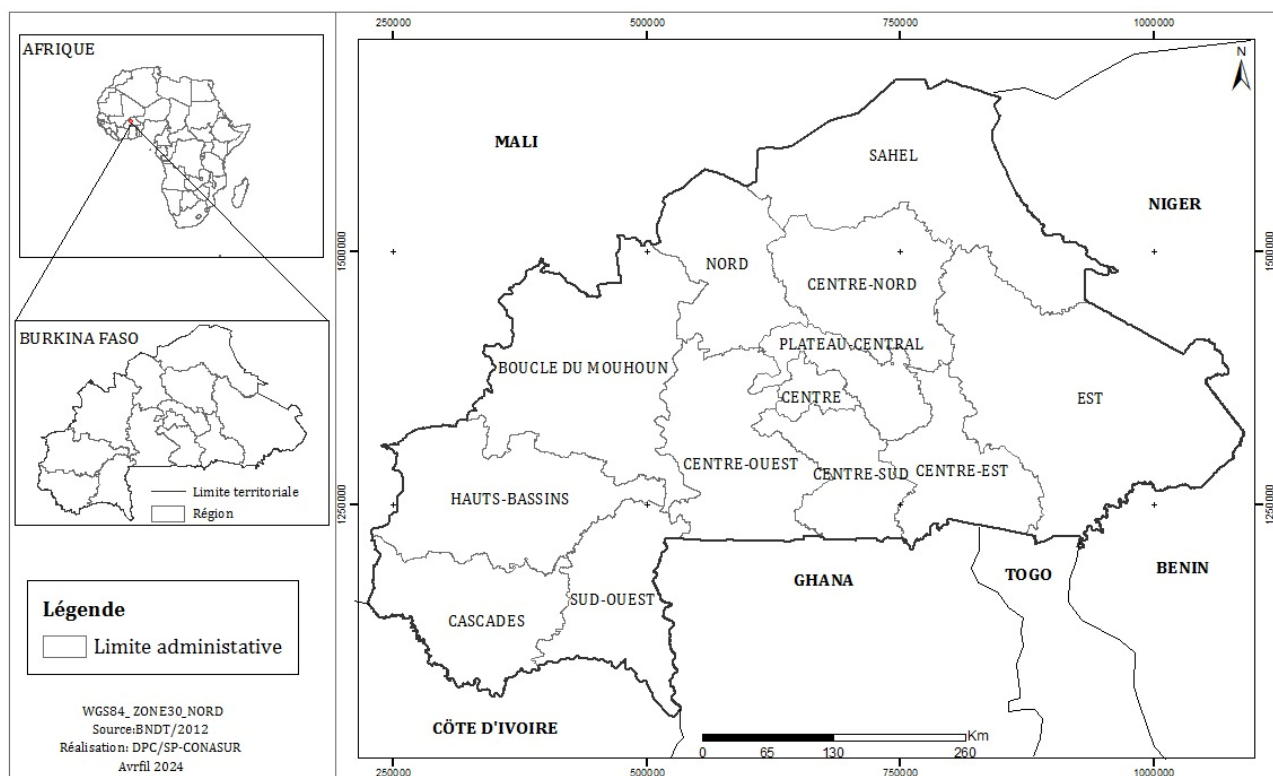 AFRIQUE
BURKINA FASO
Limite territoriale
Région
Légende
Limite administative
WGS84_ ZONE30_NORD
Source:BNDT/2012
Réalisation: DPC/SP-CONASUR
Avrfil 2024
250000
500000
750000
1000000
N
MALI
SAHEL
NIGER
1500000
1500000
NORD
CENTRE-NORD
PLATEAU-CENTRAL
BOUCLE DU MOUHOUN
CENTRE
EST
CENTRE-OUEST
CENTRE-SUD
CENTRE-EST
HAUTS-BASSINS
1250000
1250000
GHANA
TOGO
BENIN
SUD-OUEST
CASCADES
CÖTE D'IVOIRE
Km
0
65
130
260
250000
500000
750000
1000000